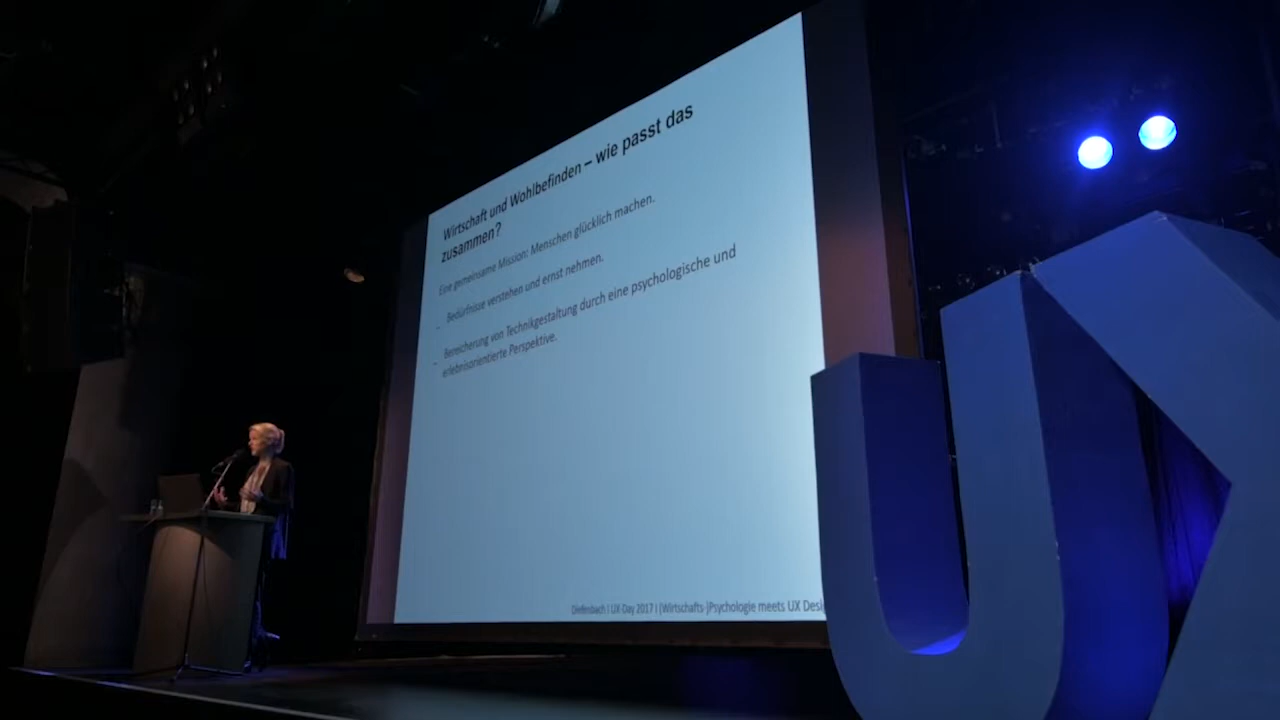 Wirtschaft und Wohlbefinden – wie passt das
zusammen?
Eine gemeinsame Mission: Menschen glücklich machen.
- Bedürfnisse verstehen und ernst nehmen.
- Bereicherung von Technikgestaltung durch eine psychologische und
erlebnisorientierte Perspektive.
Diefenbach | UX-Day 2017 | (Wirtschafts-)Psychologie meets UX Desi
UX